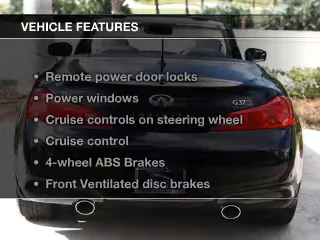 VEHICLE FEATURES
• Remote power door locks
• Power windows
• Cruise controls on steering wheel
• Cruise control
• 4-wheel ABS Brakes
• Front Ventilated disc brakes
G37S